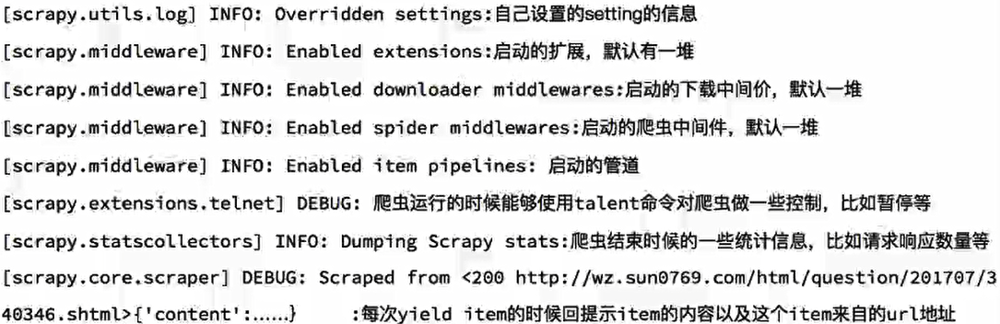 [scrapy.utils.log] INFO: Overridden settings:自己设置的setting的信息
[scrapy.middleware] INFO: Enabled extensions:启动的扩展，默认有一堆
[scrapy.middleware] INFO: Enabled downloader middlewares:启动的下载中间价，默认一堆
[scrapy.middleware] INFO: Enabled spider middlewares:启动的爬虫中间件，默认一堆
[scrapy.middleware] INFO: Enabled item pipelines: 启动的管道
[scrapy.extensions.telnet] DEBUG: 爬虫运行的时候能够使用talent命令对爬虫做一些控制，比如暂停等
[scrapy.statscollectors] INFO: Dumping Scrapy stats:爬虫结束时候的一些统计信息，比如请求响应数量等
[scrapy.core.scraper] DEBUG: Scraped from <200 http://wz.sun0769.com/html/question/201707/3
40346.shtml>{'content':……} :每次yield item的时候回提示item的内容以及这个item来自的url地址